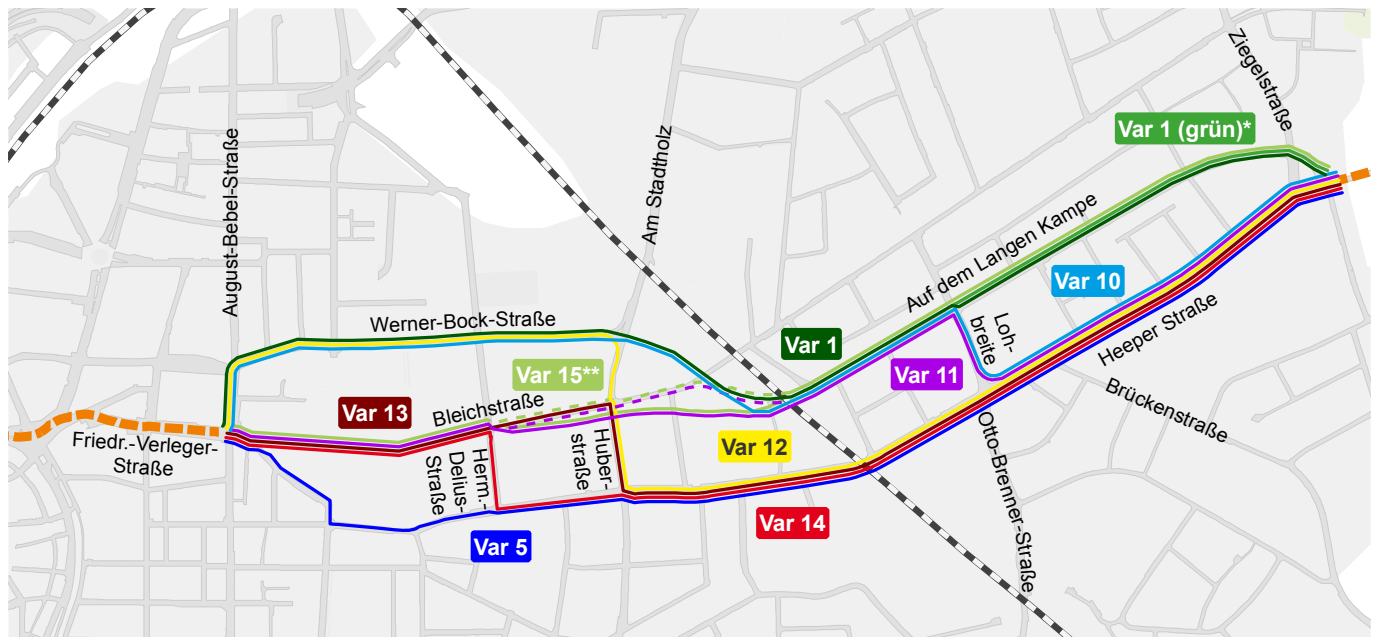 Ziegelstraße
Var 1 (grün)*
August-Bebel-Straße
Am Stadtholz
Auf dem Langen Kampe
Var 10
Werner-Bock-Straße
Loh-
breite
Heeper Straße
Var 1
Var 15**
Var 11
Var 13
Bleichstraße
Brückenstraße
Friedr.-Verleger-
Straße
Herm.-
Delius-
Straße
Huber-
straße
Var 12
Otto-Brenner-Straße
Var 14
Var 5